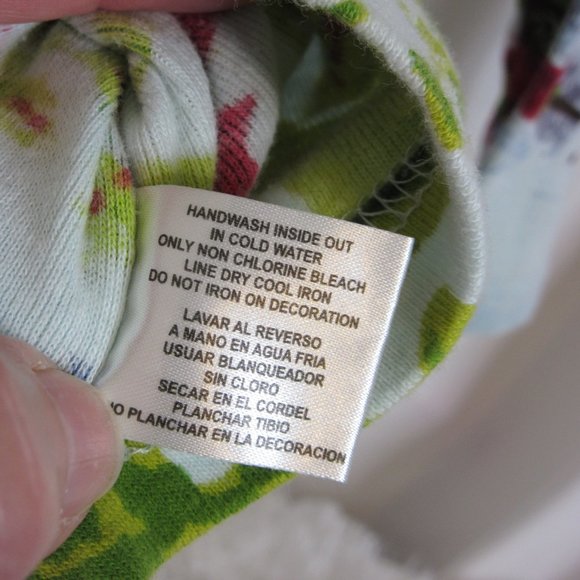 HANDWASH INSIDE OUT
IN COLD WATER
ONLY NON CHLORINE BLEACH
LINE DRY COOL IRON
DO NOT IRON ON DECORATION
LAVAR AL REVERSO
A MANO EN AGUA FRIA
USUAR BLANQUEADOR
SIN CLORO
SECAR EN EL CORDEL
PLANCHAR TIBIO
PLANCHAR EN LA DECORACION